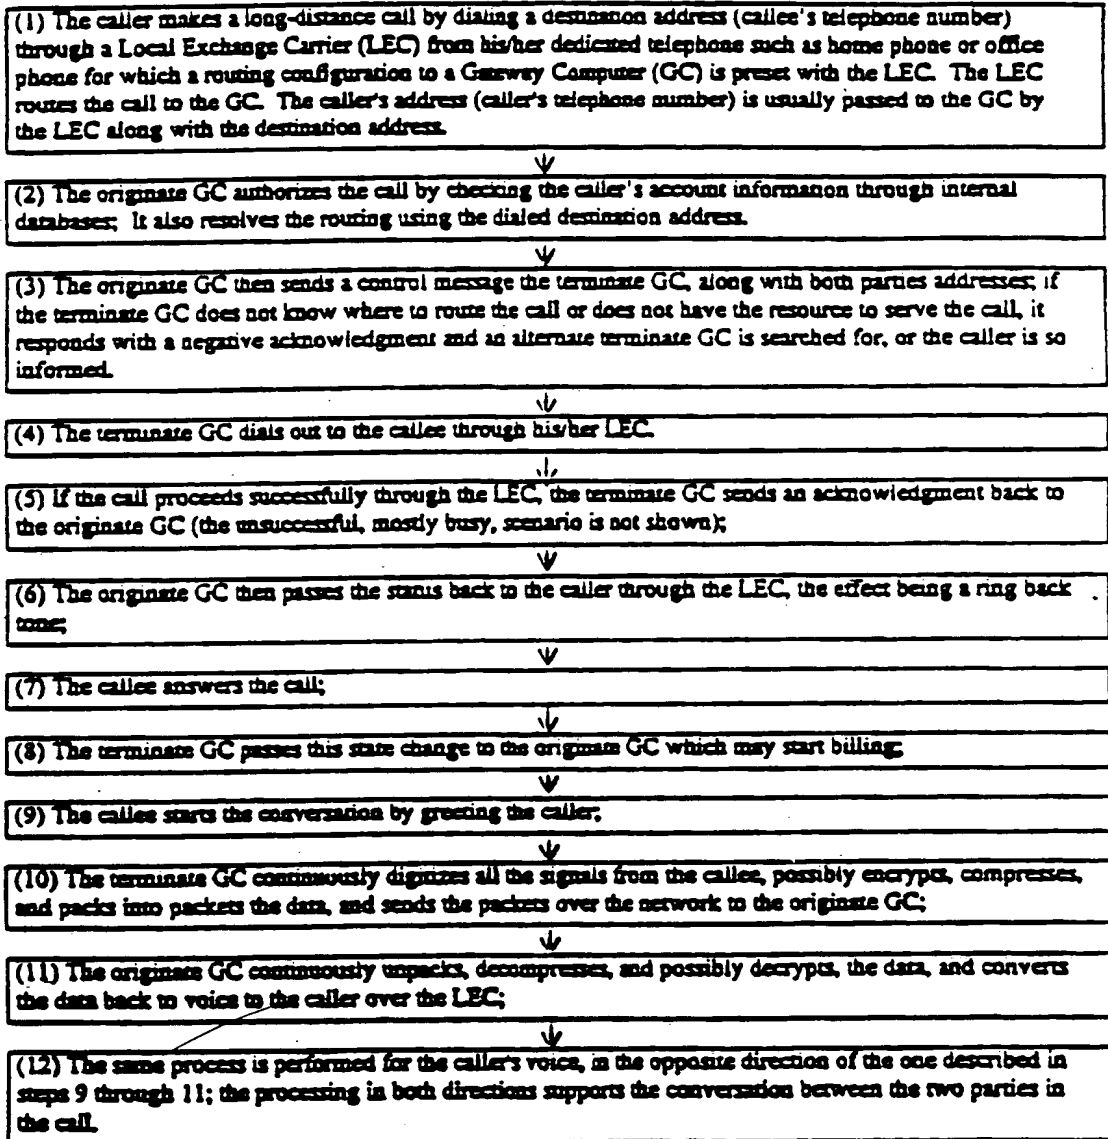 (1) The caller makes a long-distance call by dialing a destination address (callee's telephone number)
through a Local Exchange Carrier (LEC) from his/her dedicated telephone such as home phone or office
phone for which a routing configuration to a Gateway Computer (GC) is preset with the LEC. The LEC
routes the call to the GC. The caller's address (caller's telephone number) is usually passed to the GC by
the LEC along with the destination address.
(2) The originate GC authorizes the call by checking the caller's account information through internal
databases; It also resolves the routing using the dialed destination address.
(3) The originate GC then sends a control message the terminate GC, along with both parties addresses; if
the terminate GC does not know where to route the call or does not have the resource to serve the call, it
responds with a negative acknowledgment and an alternate terminate GC is searched for, or the caller is so
informed.
(4) The terminate GC dials out to the callee through his/her LEC.
(5) If the call proceeds successfully through the LEC, the terminate GC sends an acknowledgment back to
the originate GC (the unsuccessful, mostly busy, scenario is not shown);
(6) The originate GC then passes the status back to the caller through the LEC, the effect being a ring back
tone;
(7) The callee answers the call;
(8) The terminate GC passes this state change to the originate GC which may start billing;
(9) The callee starts the conversation by greeting the caller;
(10) The terminate GC continuously digitizes all the signals from the callee, possibly encrypts, compresses,
and packs into packets the data, and sends the packets over the network to the originate GC;
(11) The originate GC continuously unpacks, decompresses, and possibly decrypts, the data, and converts
the data back to voice to the caller over the LEC;
(12) The same process is performed for the caller's voice, in the opposite direction of the one described in
steps 9 through 11; the processing in both directions supports the conversation between the two parties in
the call.